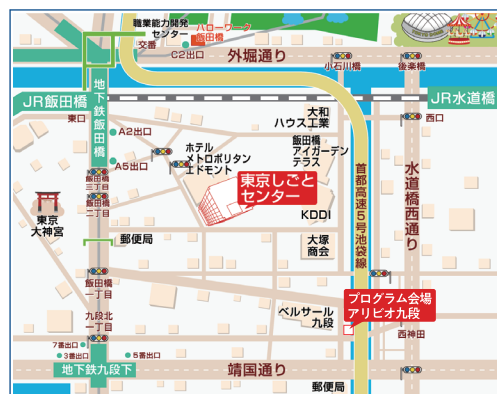 職業能力開発
センター
ハローワーク
飯田橋
交番
C2出口
外堀通り
小石川橋
後楽橋
JR飯田橋
地下鉄飯田橋
JR水道橋
東口
西口
A2出口
大和
ハウス工業
ホテル
メトロポリタン
エドモント
飯田橋
アイガーデン
テラス
A5出口
飯田橋
三丁目
東京しごと
センター
首都高速5号池袋線
水道橋西通り
飯田橋
二丁目
東京
大神宮
KDDI
郵便局
大塚
商会
飯田橋
一丁目
プログラム会場
アリビオ九段
ベルサール
九段
九段北
一丁目
西神田
7番出口
3番出口
5番出口
地下鉄九段下
靖国通り
郵便局